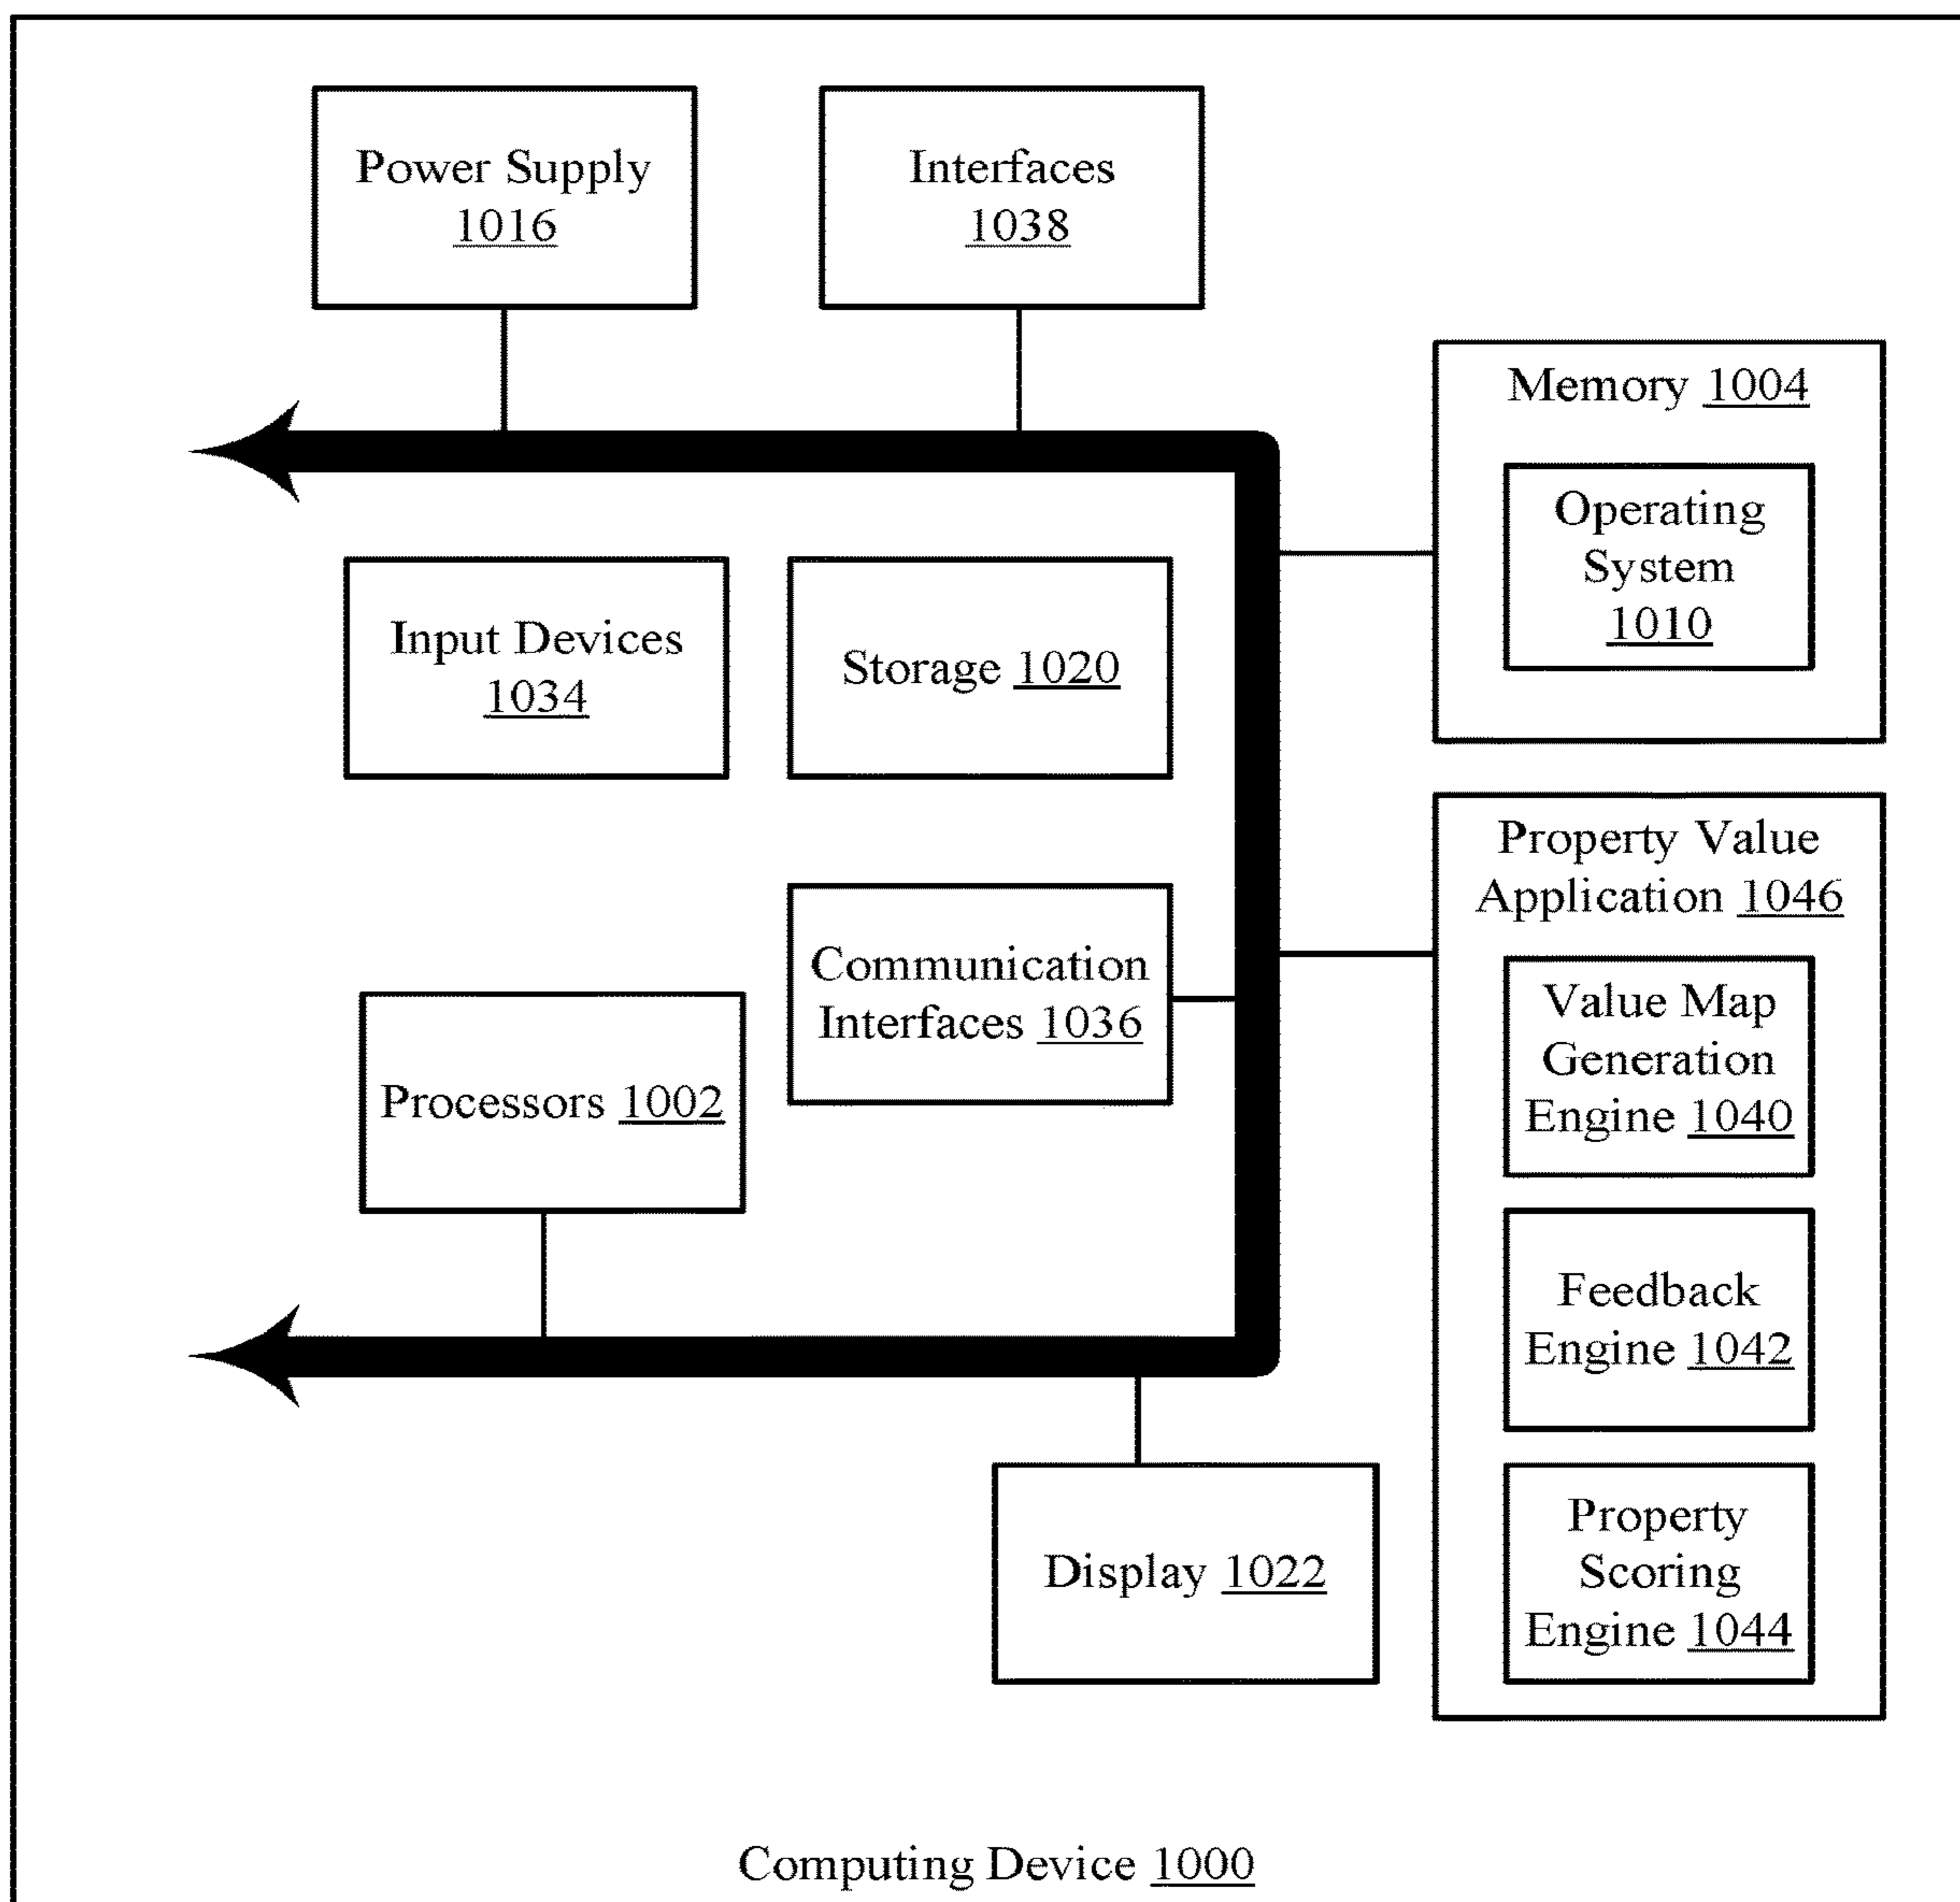 Power Supply
1016
Interfaces
1038
Memory 1004
Operating
System
1010
Input Devices
1034
Storage 1020
Property Value
Application 1046
Communication
Interfaces 1036
Value Map
Generation
Engine 1040
Processors 1002
Feedback
Engine 1042
Display 1022
Property
Scoring
Engine 1044
Computing Device 1000